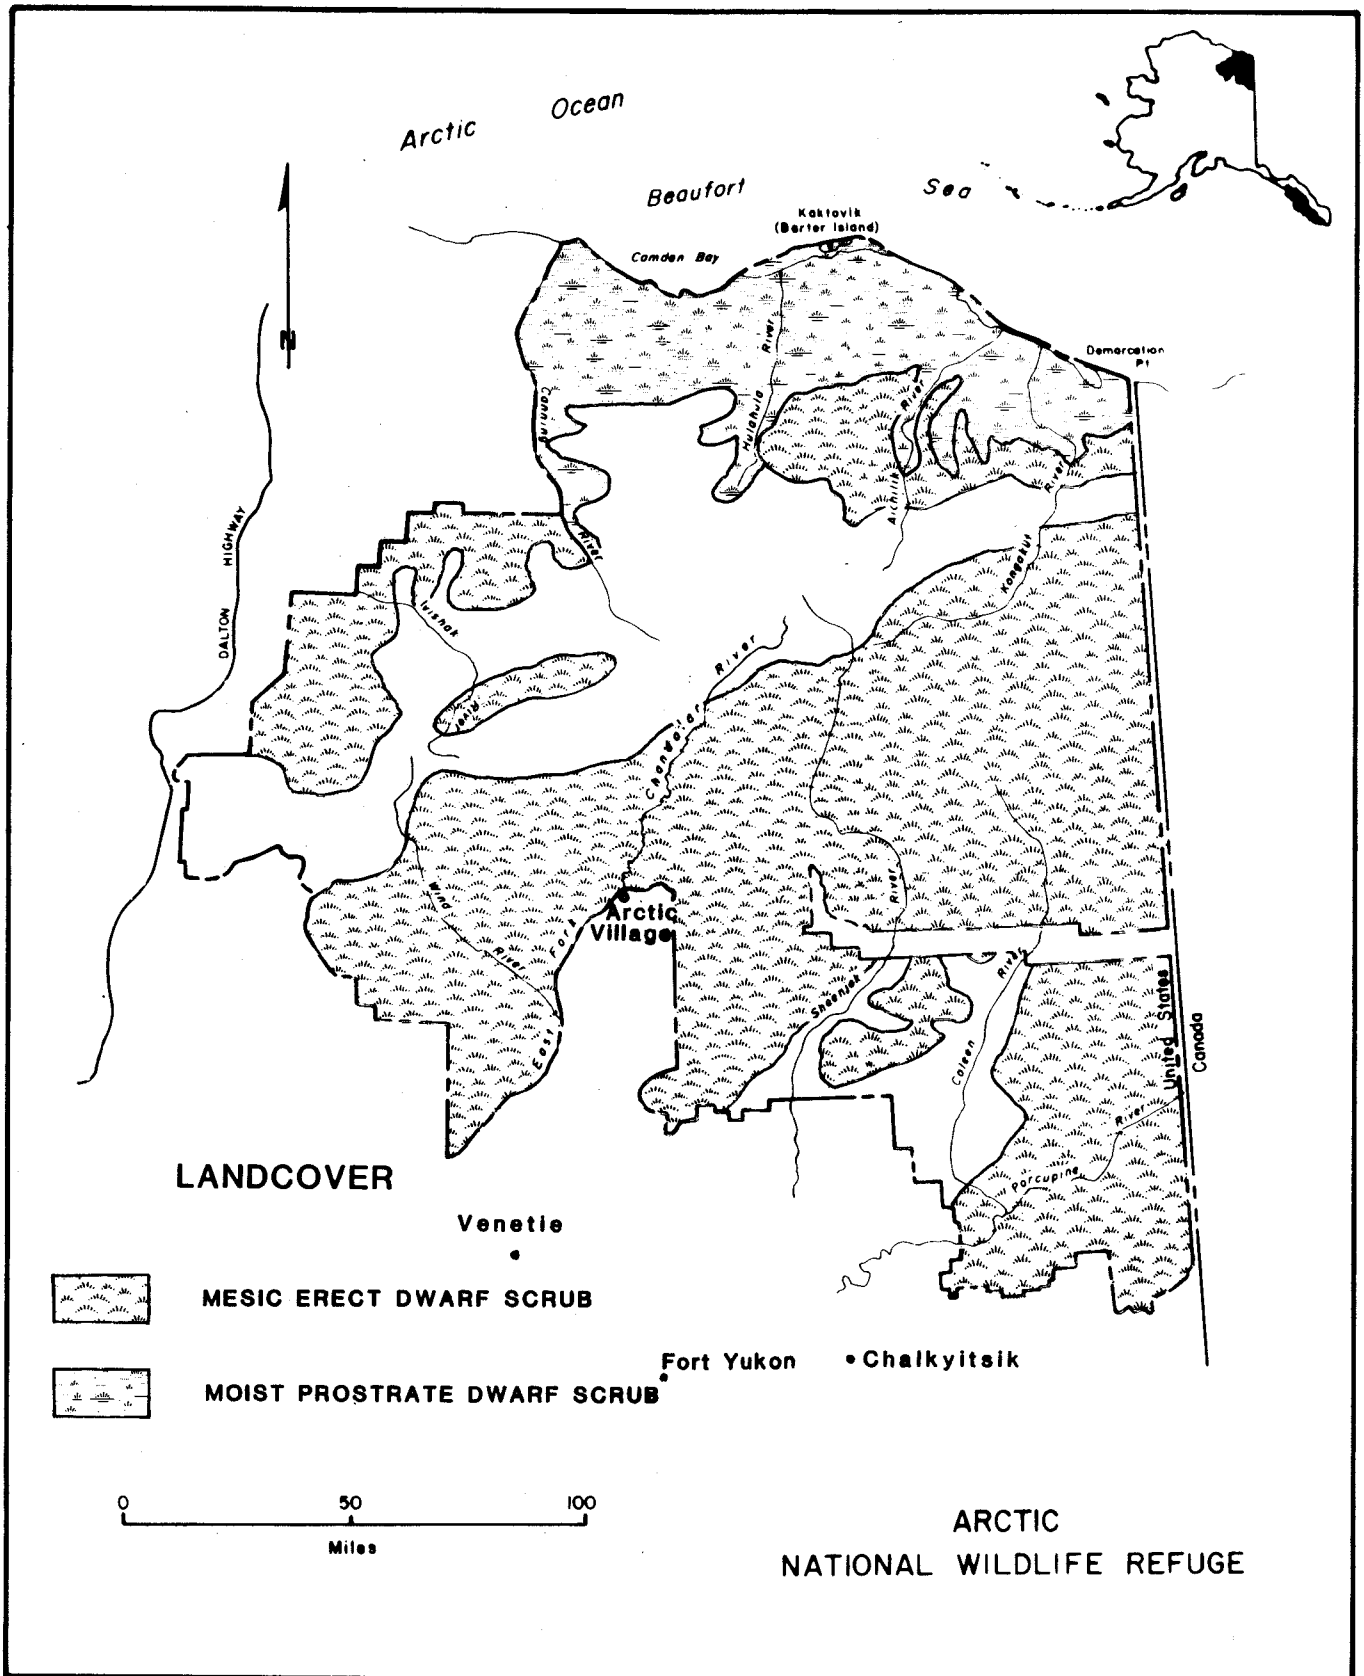 Arctic Ocean
Beaufort Sea
Kaktovik
(Barter Island)
Camden Bay
N
Demarcation
Pt
Canning
River
Hulahula
River
Aichilik
River
Kongakut
River
DALTON HIGHWAY
Ivishak
River
Chandalar River
Wind
River
East Fork
Arctic
Village
Sheenjek
River
Coleen
River
Porcupine
River
United States
Canada
LANDCOVER
Venetie
MESIC ERECT DWARF SCRUB
Fort Yukon
Chalkyitsik
MOIST PROSTRATE DWARF SCRUB
0 50 100
Miles
ARCTIC
NATIONAL WILDLIFE REFUGE